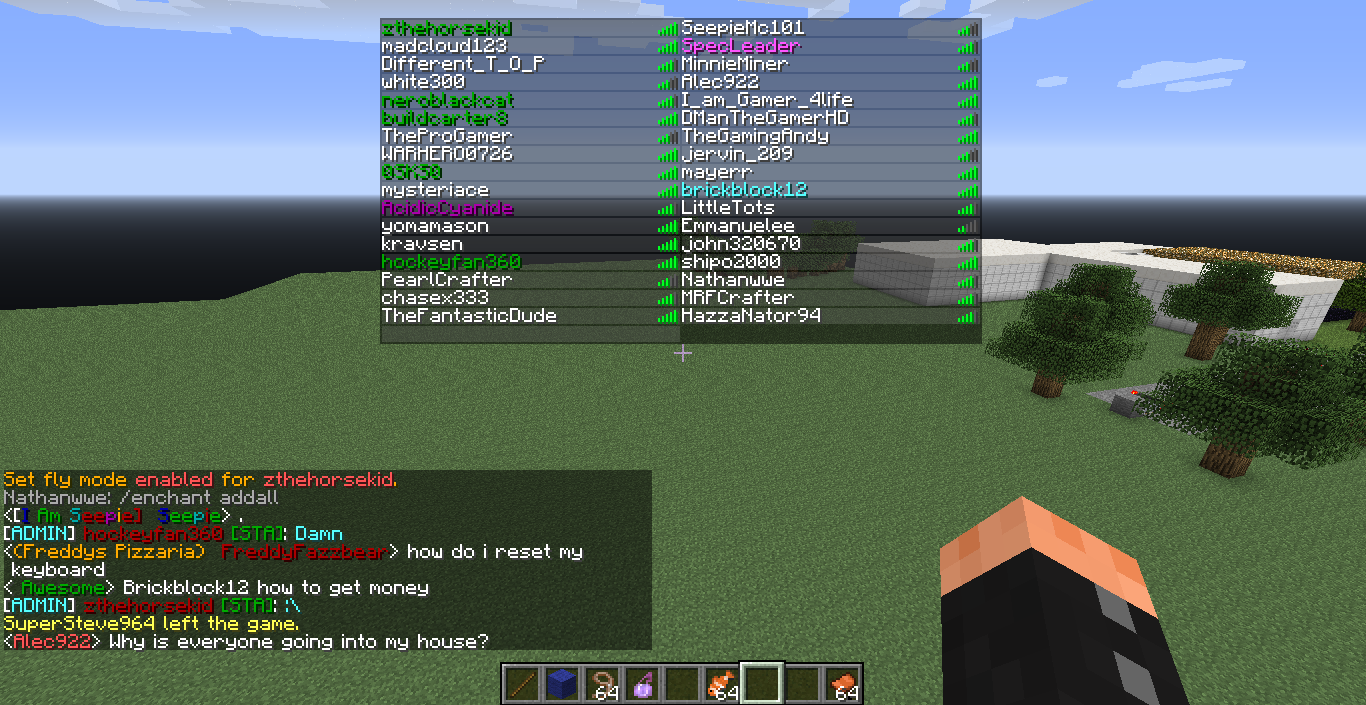 zthehorsekid SeepieMc101
madcloud123 SpecLeader
Different_T_O_P MinnieMiner
white300 Alec922
neroblackcat I_am_Gamer_4life
buildcarter8 DManTheGamerHD
TheProGamer TheGamingAndy
WARHERO0726 jervin_209
OSK50 mayerr
mysteriace brickblock12
AcidicCyanide LittleTots
yomamason Emmanuelee
kravsen john320670
hockeyfan360 shipo2000
PearlCrafter Nathanwwe
chasex333 MRFCrafter
TheFantasticDude HazzaNator94
Set fly mode enabled for zthehorsekid.
Nathanwwe: /enchant addall
<[I Am Seepie] Seepie> .
[ADMIN] hockeyfan360 [STA]: Damn
<(Freddys Pizzaria) FreddyFazzbear> how do i reset my
keyboard
< Awesome> Brickblock12 how to get money
[ADMIN] zthehorsekid [STA]: :\
SuperSteve964 left the game.
<Alec922> Why is everyone going into my house?
64 64 64